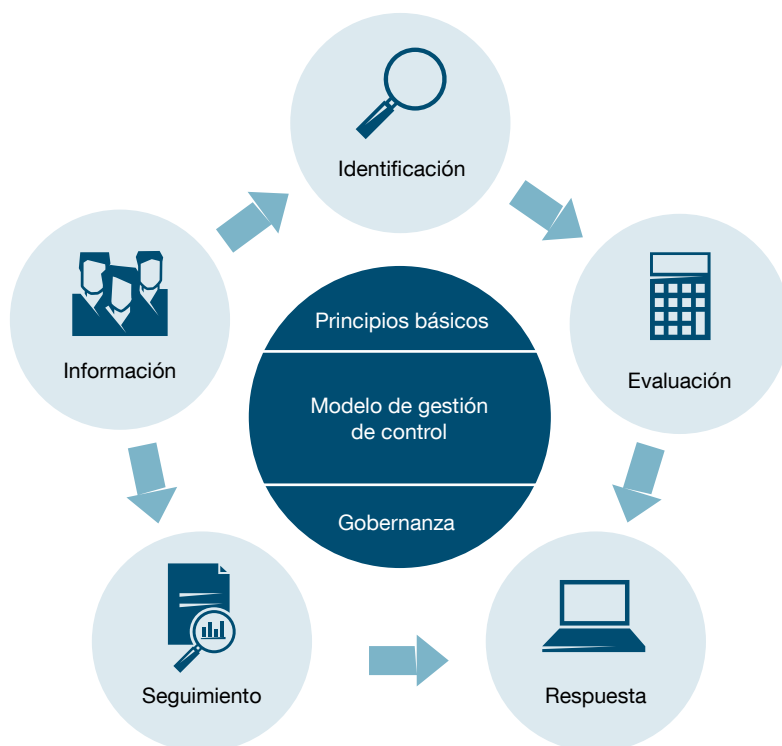 Identificación
Información
Principios básicos
Evaluación
Modelo de gestión
de control
Gobernanza
Seguimiento
Respuesta